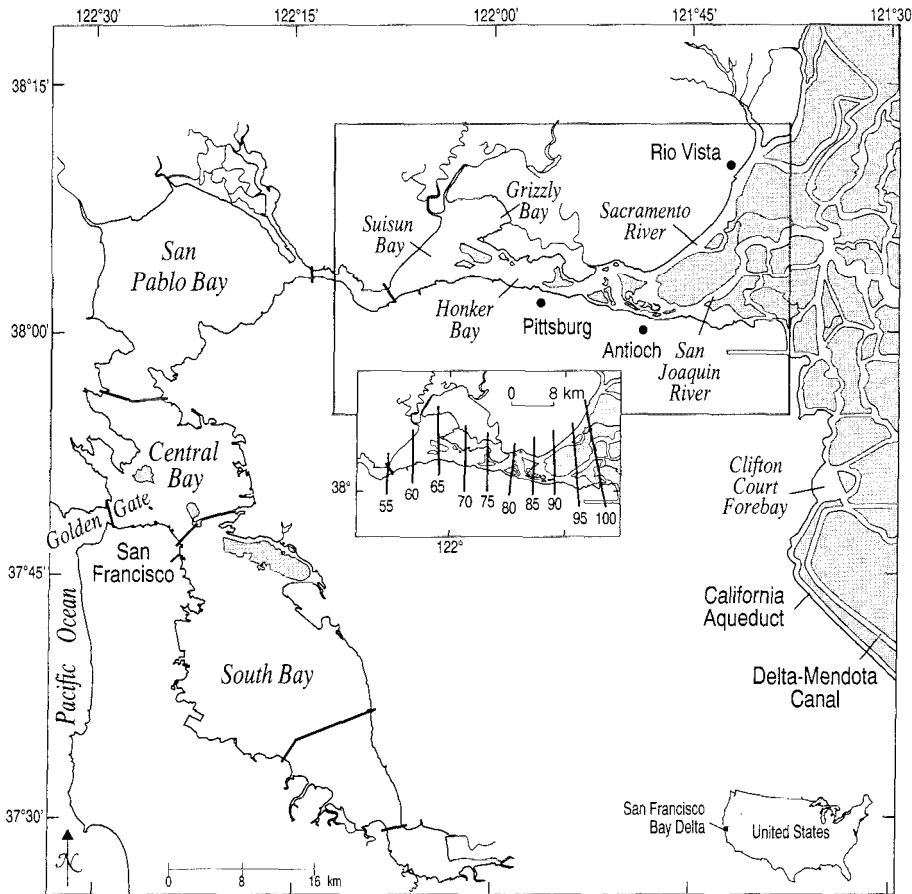 122°30' 122°15' 122°00' 121°45' 121°30'
38°15'
38°00'
37°45'
37°30'
Rio Vista
Grizzly
Bay
Suisun
Bay
Sacramento
River
San
Pablo Bay
Honker
Bay
Pittsburg
Antioch
San
Joaquin
River
0 8 km
38°
55 60 65 70 75 80 85 90 95 100
122°
Central
Bay
Golden Gate
San
Francisco
Clifton
Court
Forebay
Pacific Ocean
South Bay
California
Aqueduct
Delta-Mendota
Canal
San Francisco
Bay Delta
United States
N
0 8 16 km